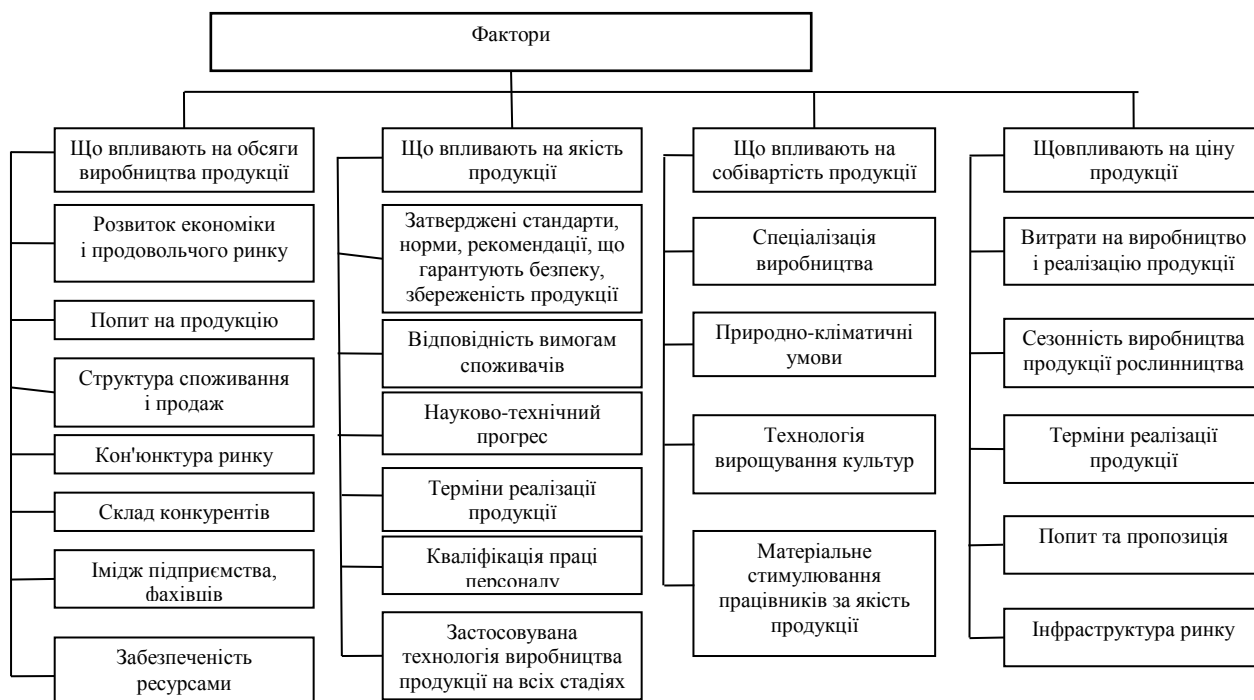 Фактори
Що впливають на обсяги
виробництва продукції
Розвиток економіки
і продовольчого ринку
Попит на продукцію
Структура споживання
і продаж
Кон'юнктура ринку
Склад конкурентів
Імідж підприємства,
фахівців
Забезпеченість
ресурсами
Що впливають на якість
продукції
Затверджені стандарти,
норми, рекомендації, що
гарантують безпеку,
збереженість продукції
Відповідність вимогам
споживачів
Науково-технічний
прогрес
Терміни реалізації
продукції
Кваліфікація праці
персоналу
Застосовувана
технологія виробництва
продукції на всіх стадіях
Що впливають на
собівартість продукції
Спеціалізація
виробництва
Природно-кліматичні
умови
Технологія
вирощування культур
Матеріальне
стимулювання
працівників за якість
продукції
Щовпливають на ціну
продукції
Витрати на виробництво
і реалізацію продукції
Сезонність виробництва
продукції рослинництва
Терміни реалізації
продукції
Попит та пропозиція
Інфраструктура ринку